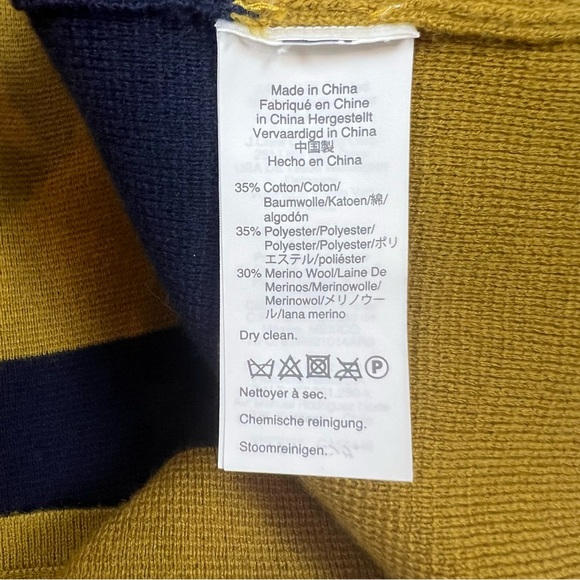 Made in China
Fabriqué en Chine
in China Hergestellt
Vervaardigd in China
中国製
Hecho en China
35% Cotton/Coton/
Baumwolle/Katoen/綿/
algodón
35% Polyester/Polyester/
Polyester/Polyester/ポリ
エステル/poliéster
30% Merino Wool/Laine De
Merinos/Merinowolle/
Merinowol/メリノウー
ル/lana merino
Dry clean.
P
Nettoyer à sec.
Chemische reinigung.
Stoomreinigen.